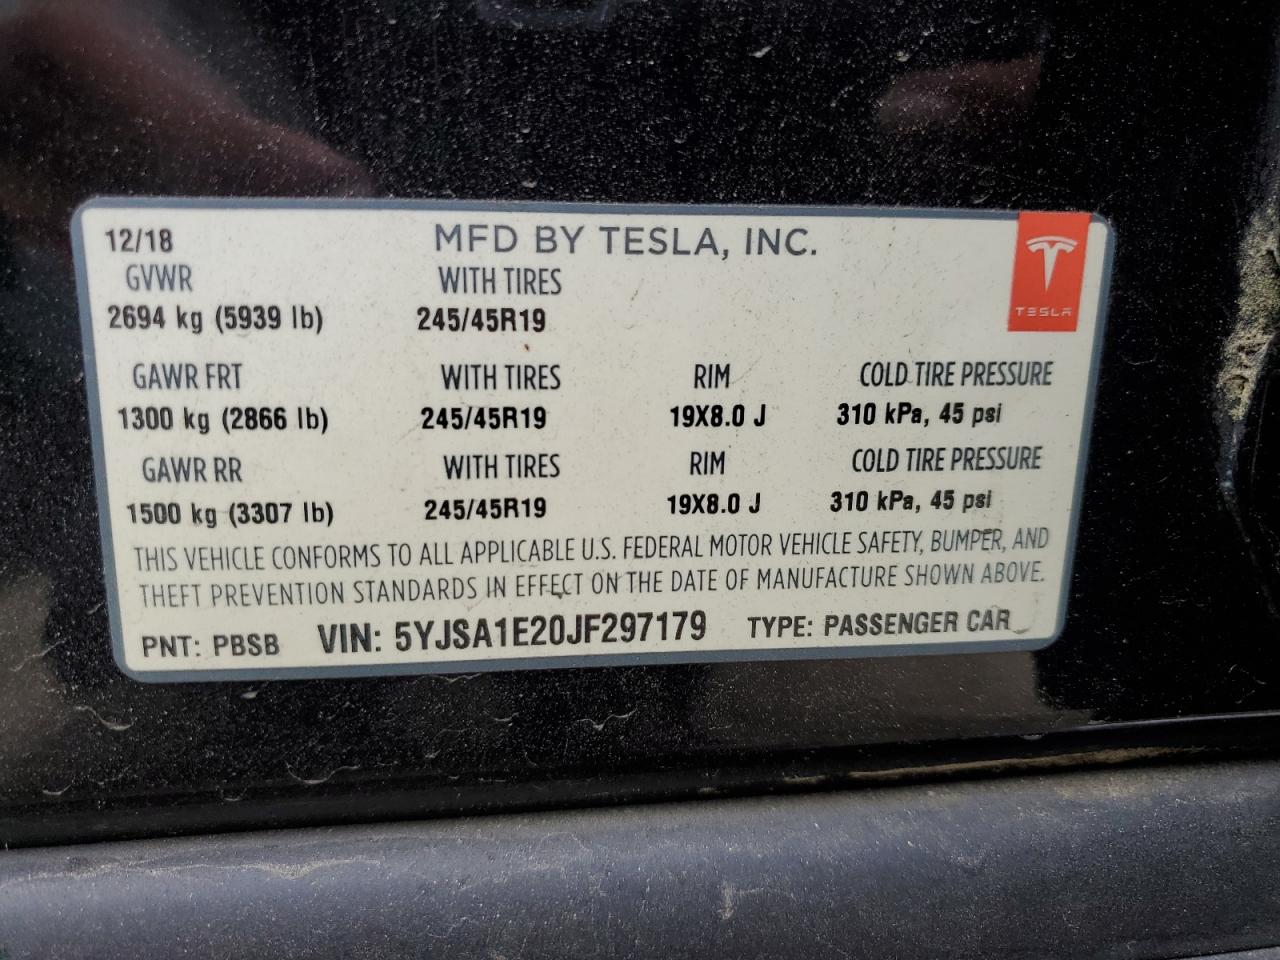 12/18 MFD BY TESLA, INC.
GVWR WITH TIRES
2694 kg (5939 lb) 245/45R19
TESLA
GAWR FRT WITH TIRES RIM COLD TIRE PRESSURE
1300 kg (2866 lb) 245/45R19 19X8.0 J 310 kPa, 45 psi
GAWR RR WITH TIRES RIM COLD TIRE PRESSURE
1500 kg (3307 lb) 245/45R19 19X8.0 J 310 kPa, 45 psi
THIS VEHICLE CONFORMS TO ALL APPLICABLE U.S. FEDERAL MOTOR VEHICLE SAFETY, BUMPER, AND
THEFT PREVENTION STANDARDS IN EFFECT ON THE DATE OF MANUFACTURE SHOWN ABOVE.
PNT: PBSB VIN: 5YJSA1E20JF297179 TYPE: PASSENGER CAR